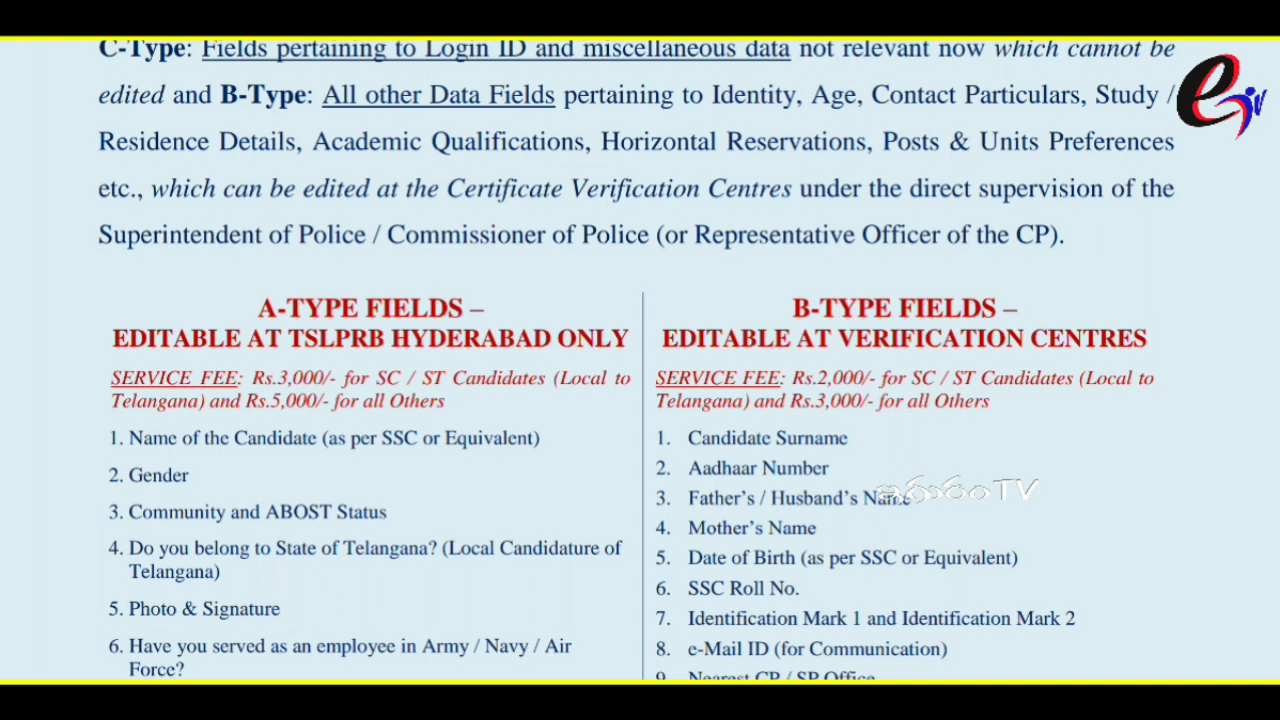 C-Type: Fields pertaining to Login ID and miscellaneous data not relevant now which cannot be
edited and B-Type: All other Data Fields pertaining to Identity, Age, Contact Particulars, Study /
Residence Details, Academic Qualifications, Horizontal Reservations, Posts & Units Preferences
etc., which can be edited at the Certificate Verification Centres under the direct supervision of the
Superintendent of Police / Commissioner of Police (or Representative Officer of the CP).
A-TYPE FIELDS –
EDITABLE AT TSLPRB HYDERABAD ONLY
SERVICE FEE: Rs.3,000/- for SC / ST Candidates (Local to
Telangana) and Rs.5,000/- for all Others
1. Name of the Candidate (as per SSC or Equivalent)
2. Gender
3. Community and ABOST Status
4. Do you belong to State of Telangana? (Local Candidature of
Telangana)
5. Photo & Signature
6. Have you served as an employee in Army / Navy / Air
Force?
B-TYPE FIELDS –
EDITABLE AT VERIFICATION CENTRES
SERVICE FEE: Rs.2,000/- for SC / ST Candidates (Local to
Telangana) and Rs.3,000/- for all Others
1. Candidate Surname
2. Aadhaar Number
3. Father's / Husband's Name
4. Mother's Name
5. Date of Birth (as per SSC or Equivalent)
6. SSC Roll No.
7. Identification Mark 1 and Identification Mark 2
8. e-Mail ID (for Communication)
9. Nearest CP / SP Office
e TV
TV